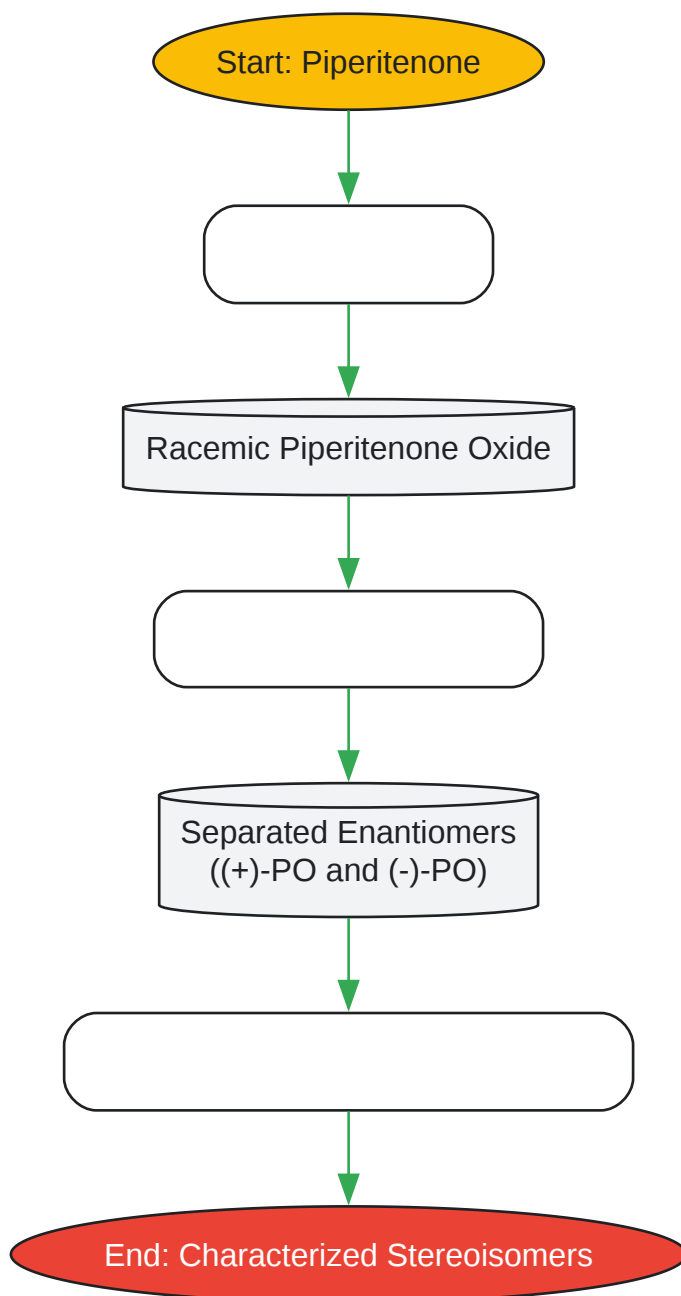 Start: Piperitenone
Racemic Piperitenone Oxide
Separated Enantiomers
((+)-PO and (-)-PO)
End: Characterized Stereoisomers